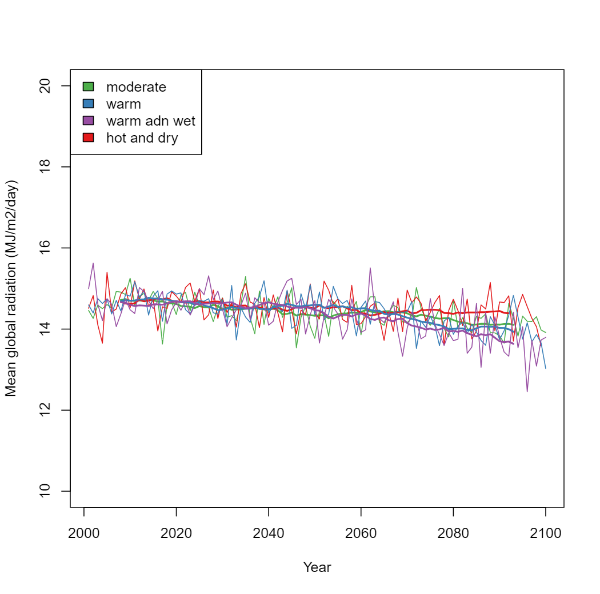 moderate
warm
warm adn wet
hot and dry
Mean global radiation (MJ/m2/day)
20
18
16
14
12
10
2000 2020 2040 2060 2080 2100
Year